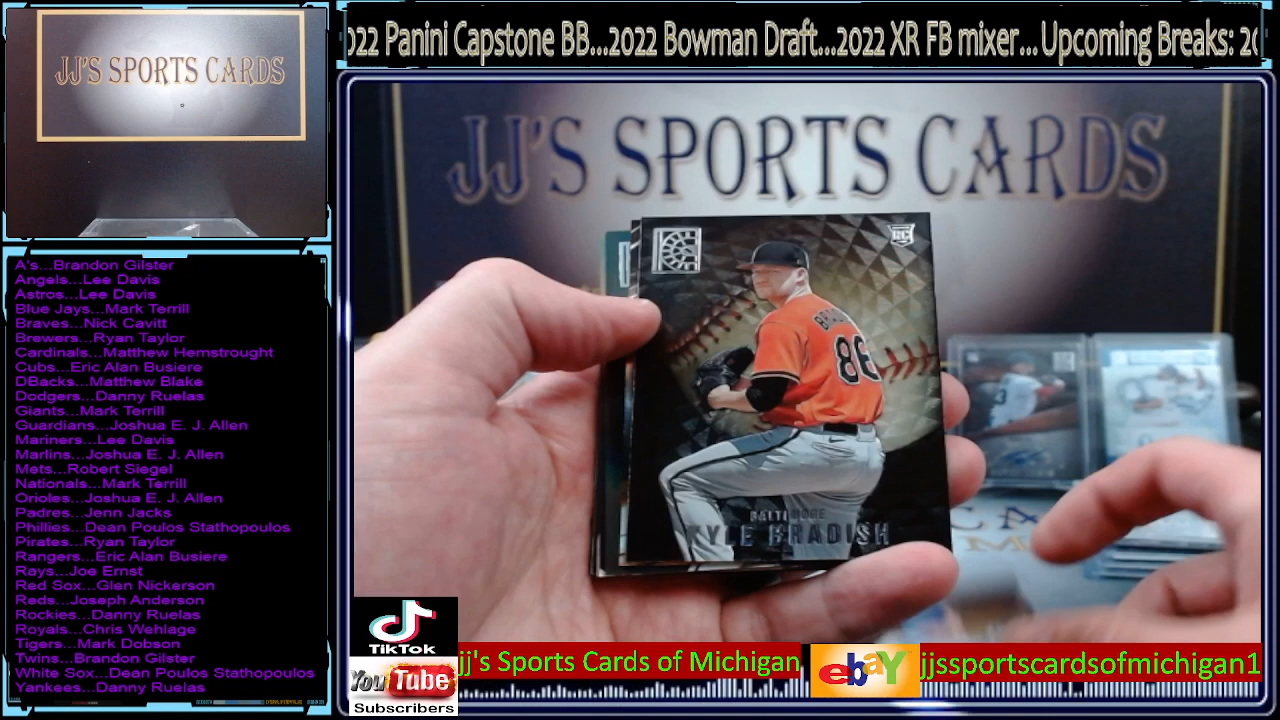 JJ'S SPORTS CARDS
022 Panini Capstone BB...2022 Bowman Draft...2022 XR FB mixer... Upcoming Breaks: 20
JJ'S SPORTS CARDS
A's...Brandon Gilster
Angels...Lee Davis
Astros...Lee Davis
Blue Jays...Mark Terrill
Braves...Nick Cavitt
Brewers...Ryan Taylor
Cardinals...Matthew Hemstrought
Cubs...Eric Alan Busiere
DBacks...Matthew Blake
Dodgers...Danny Ruelas
Giants...Mark Terrill
Guardians...Joshua E. J. Allen
Mariners...Lee Davis
Marlins...Joshua E. J. Allen
Mets...Robert Siegel
Nationals...Mark Terrill
Orioles...Joshua E. J. Allen
Padres...Jenn Jacks
Phillies...Dean Poulos Stathopoulos
Pirates...Ryan Taylor
Rangers...Eric Alan Busiere
Rays...Joe Ernst
Red Sox...Glen Nickerson
Reds...Joseph Anderson
Rockies...Danny Ruelas
Royals...Chris Wehlage
Tigers...Mark Dobson
Twins...Brandon Gilster
White Sox...Dean Poulos Stathopoulos
Yankees...Danny Ruelas
RC
86
BALTIMORE
KYLE BRADISH
TikTok
YouTube
Subscribers
jj's Sports Cards of Michigan
ebay
jjssportscardsofmichigan1